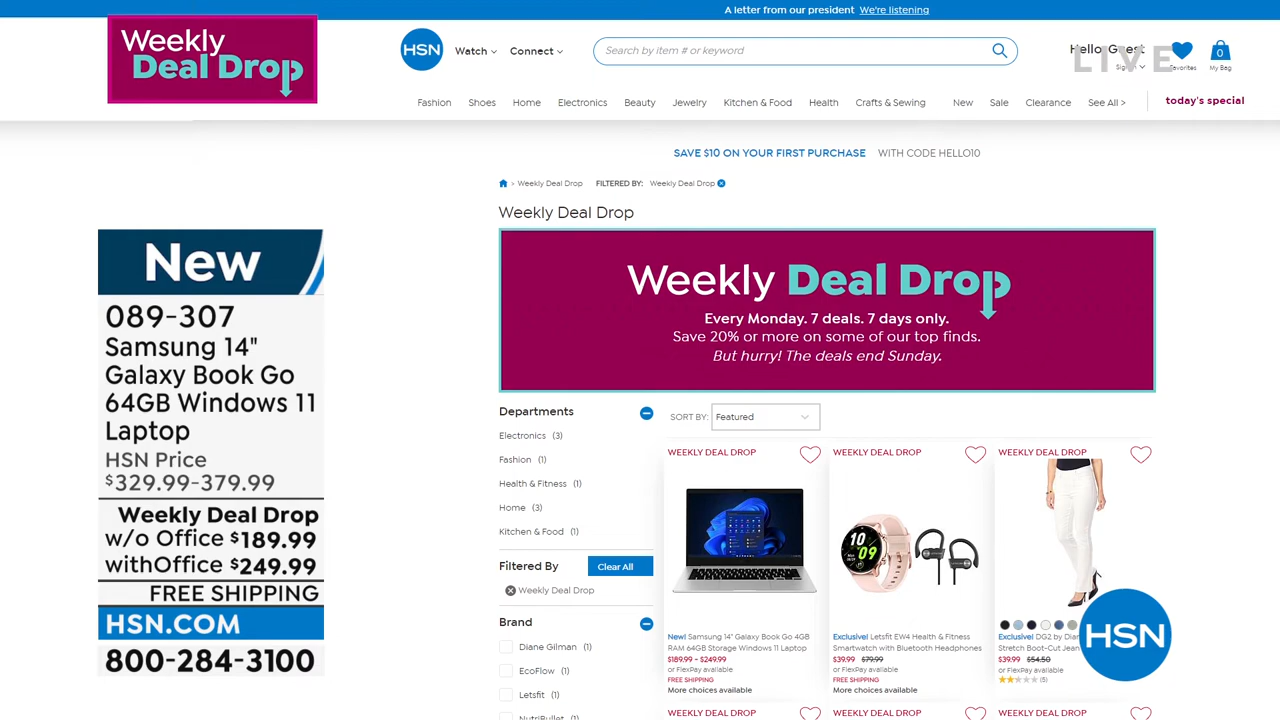 A letter from our president We're listening
Weekly
Deal Drop
HSN
Watch
Connect
Search by item # or keyword
Hello Guest
LIVE
Favorites
0
My Bag
Fashion Shoes Home Electronics Beauty Jewelry Kitchen & Food Health Crafts & Sewing New Sale Clearance See All > today's special
SAVE $10 ON YOUR FIRST PURCHASE WITH CODE HELLO10
> Weekly Deal Drop FILTERED BY: Weekly Deal Drop
Weekly Deal Drop
Weekly Deal Drop
Every Monday. 7 deals. 7 days only.
Save 20% or more on some of our top finds.
But hurry! The deals end Sunday.
New
089-307
Samsung 14"
Galaxy Book Go
64GB Windows 11
Laptop
HSN Price
$329.99-379.99
Weekly Deal Drop
w/o Office $189.99
withOffice $249.99
FREE SHIPPING
HSN.COM
800-284-3100
Departments
Electronics (3)
Fashion (1)
Health & Fitness (1)
Home (3)
Kitchen & Food (1)
Filtered By Clear All
Weekly Deal Drop
Brand
Diane Gilman (1)
EcoFlow (1)
Letsfit (1)
NutriBullet (1)
SORT BY: Featured
WEEKLY DEAL DROP
New! Samsung 14" Galaxy Book Go 4GB
RAM 64GB Storage Windows 11 Laptop
$189.99 - $249.99
or FlexPay available
FREE SHIPPING
More choices available
WEEKLY DEAL DROP
10
09
Exclusive! Letsfit EW4 Health & Fitness
Smartwatch with Bluetooth Headphones
$39.99 $79.99
or FlexPay available
FREE SHIPPING
More choices available
WEEKLY DEAL DROP
Exclusive! DG2 by Dian
Stretch Boot-Cut Jean
$39.99 $54.50
or FlexPay available
(5)
HSN
WEEKLY DEAL DROP
WEEKLY DEAL DROP
WEEKLY DEAL DROP